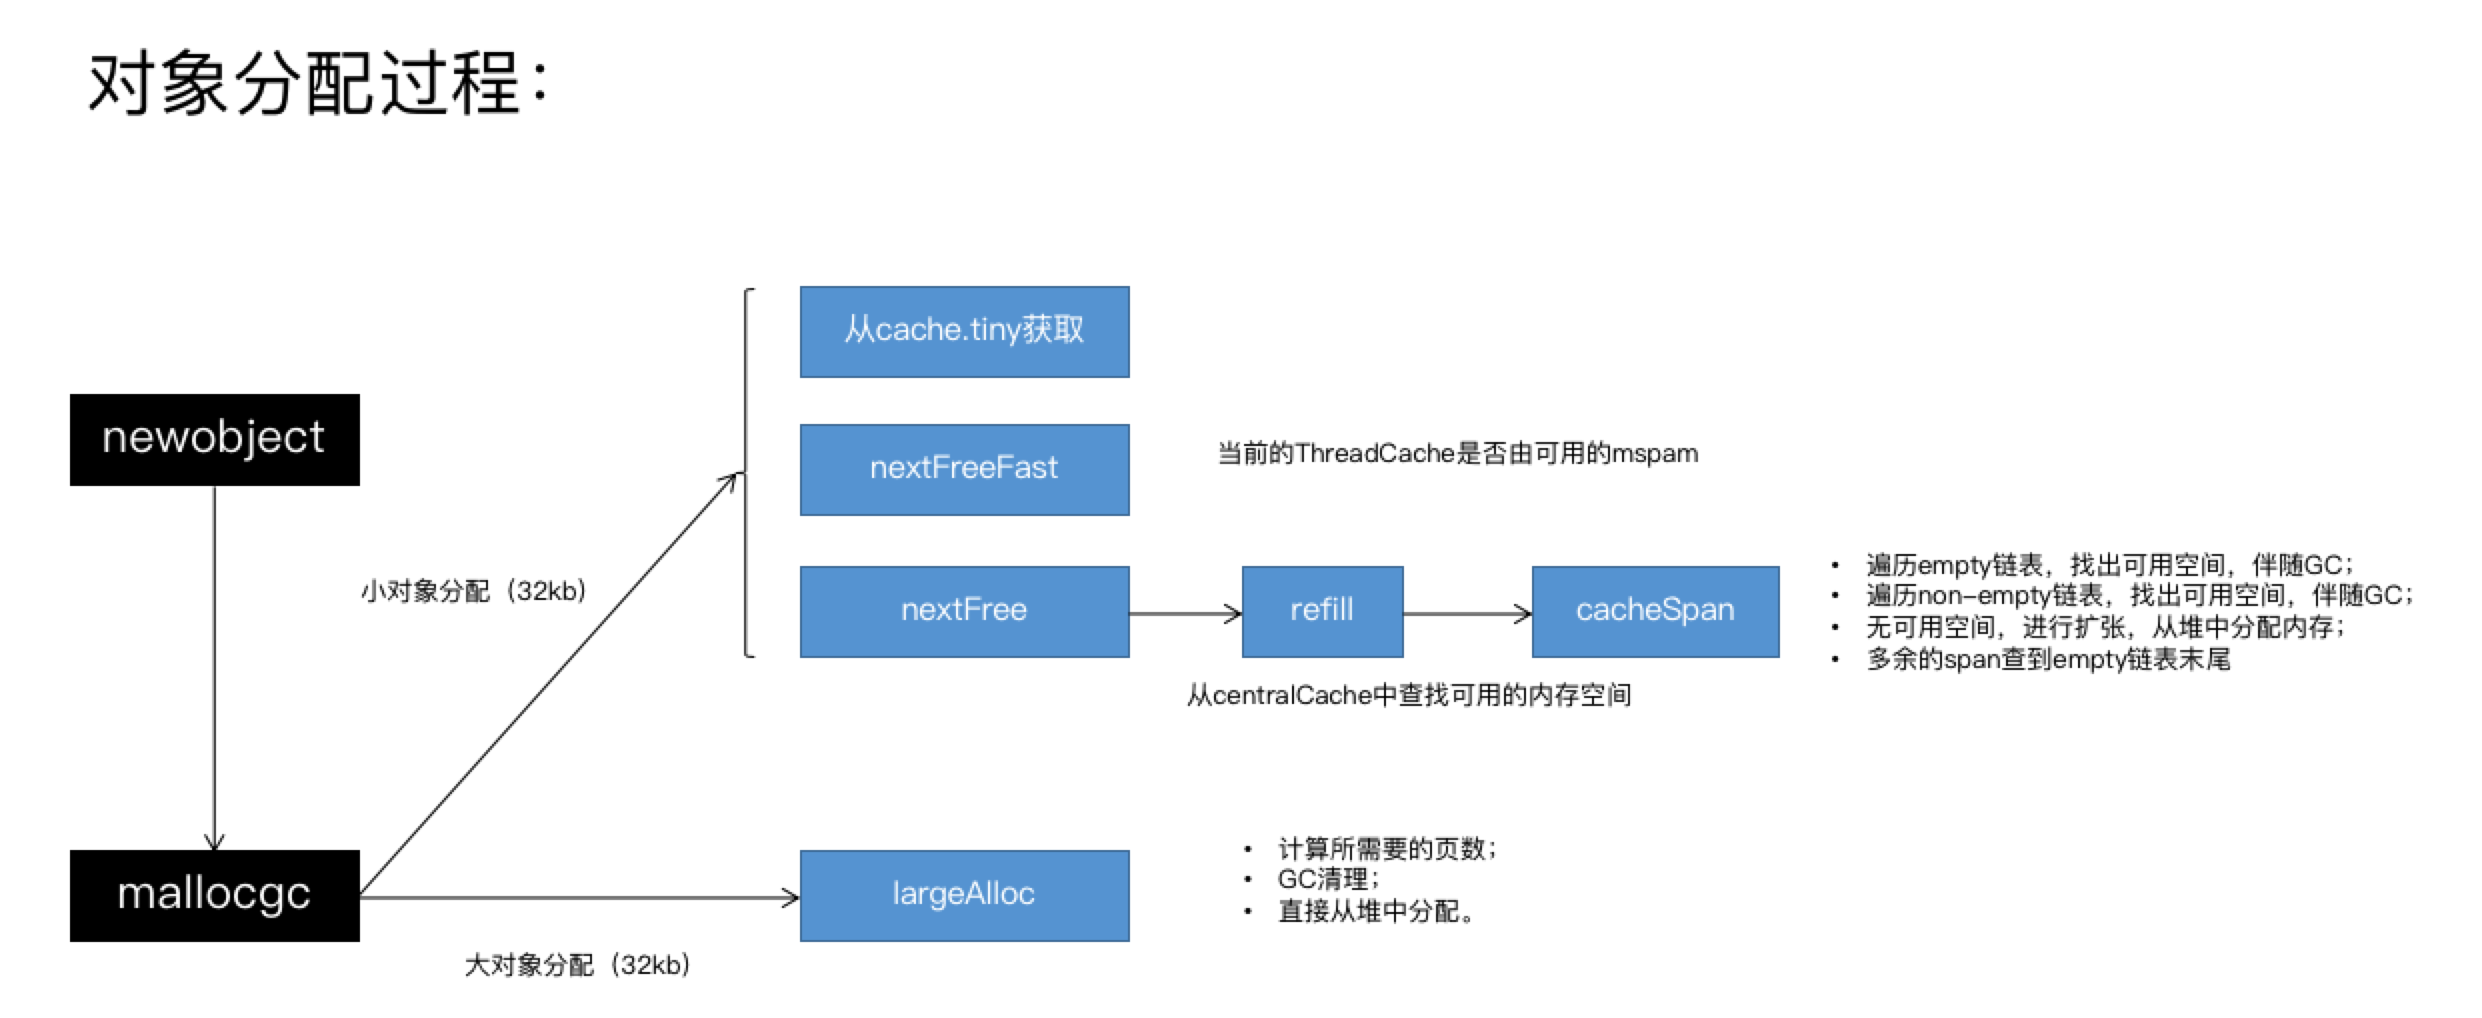 对象分配过程：
从cache.tiny获取
newobject
nextFreeFast
当前的ThreadCache是否由可用的mspam
小对象分配（32kb）
nextFree
refill
cacheSpan
• 遍历empty链表，找出可用空间，伴随GC；
• 遍历non-empty链表，找出可用空间，伴随GC；
• 无可用空间，进行扩张，从堆中分配内存；
• 多余的span查到empty链表末尾
从centralCache中查找可用的内存空间
mallocgc
largeAlloc
• 计算所需要的页数；
• GC清理；
• 直接从堆中分配。
大对象分配（32kb）